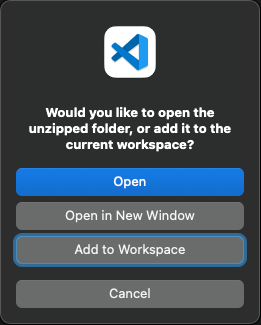 Would you like to open the
unzipped folder, or add it to the
current workspace?
Open
Open in New Window
Add to Workspace
Cancel